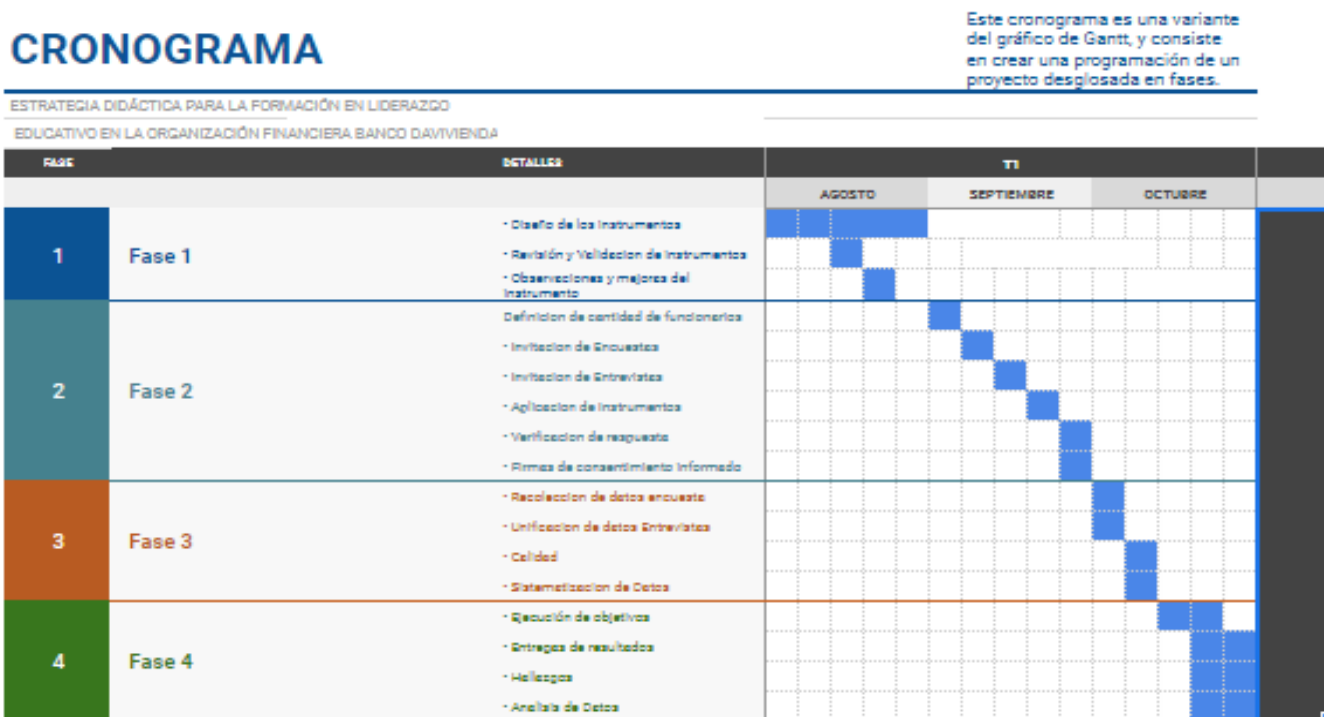 CRONOGRAMA
Este cronograma es una variante
del gráfico de Gantt, y consiste
en crear una programación de un
proyecto desglosada en fases.
ESTRATEGIA DIDÁCTICA PARA LA FORMACIÓN EN LIDERAZGO
EDUCATIVO EN LA ORGANIZACIÓN FINANCIERA BANCO DAVIVIENDA
FASE
DETALLES
T1
AGOSTO
SEPTIEMBRE
OCTUBRE
1
Fase 1
- Diseño de los Instrumentos
- Revisión y Validacion de Instrumentos
- Observaciones y mejoras del
Instrumento
2
Fase 2
Definicion de cantidad de funcionarios
- Invitacion de Encuestas
- Invitacion de Entrevistas
- Aplicacion de Instrumentos
- Verificacion de respuesta
- Firmas de consentimiento Informado
3
Fase 3
- Recoleccion de datos encuesta
- Unificacion de datos Entrevistas
- Calidad
- Sistematizacion de Datos
4
Fase 4
- Ejecución de objetivos
- Entregas de resultados
- Hallazgos
- Analisis de Datos